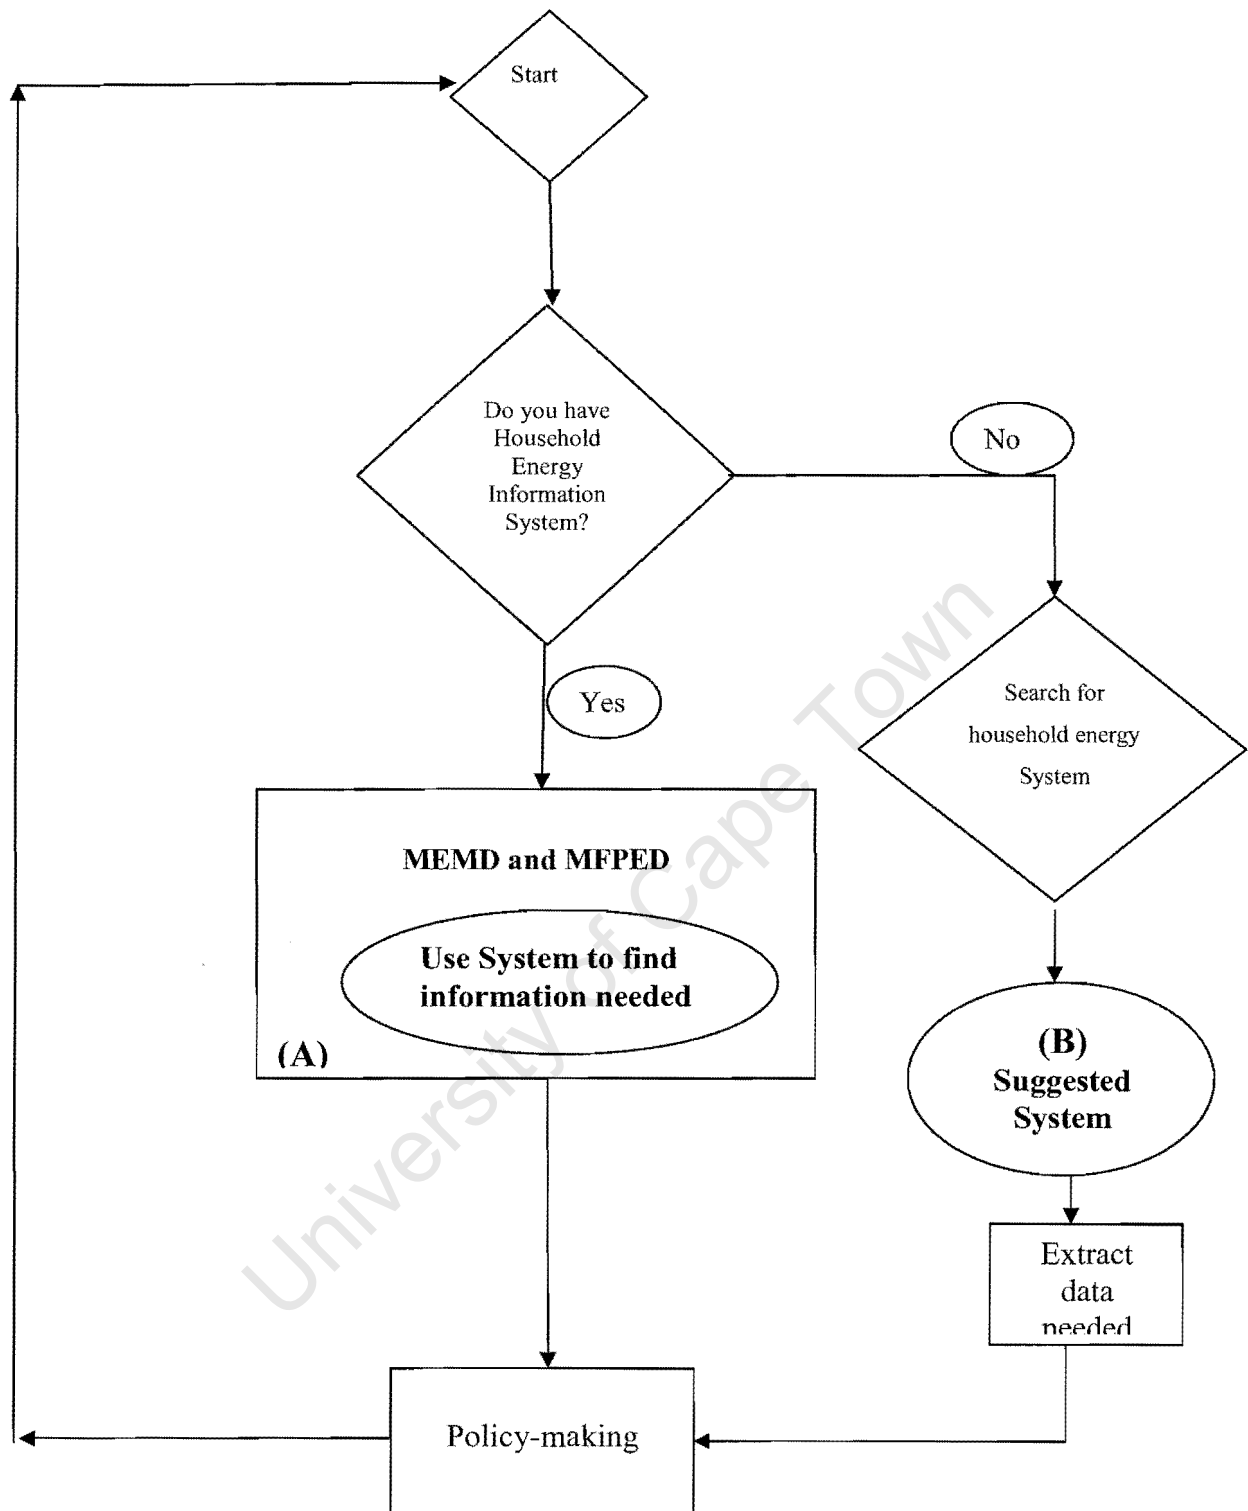 Start
Do you have
Household
Energy
Information
System?
No
Yes
Search for
household energy
System
MEMD and MFPED
Use System to find
information needed
(A)
(B)
Suggested
System
Extract
data
needed
Policy-making
University of Cape Town